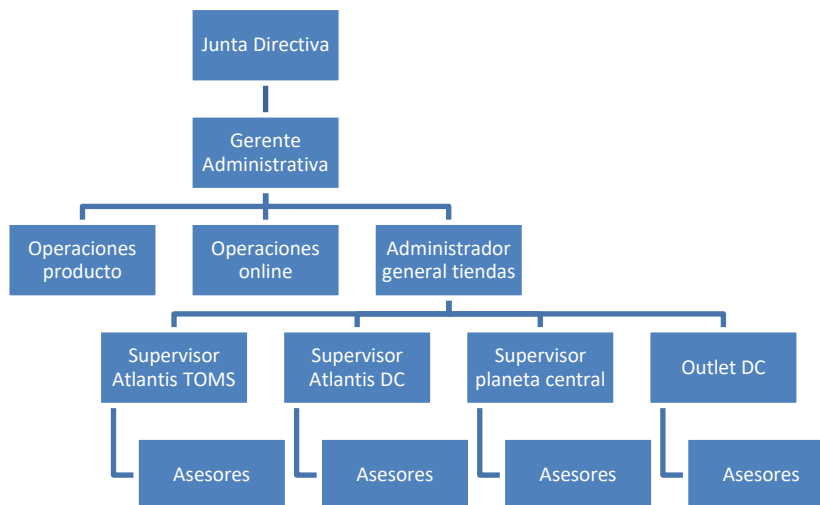 Junta Directiva
Gerente
Administrativa
Operaciones
producto
Operaciones
online
Administrador
general tiendas
Supervisor
Atlantis TOMS
Supervisor
Atlantis DC
Supervisor
planeta central
Outlet DC
Asesores
Asesores
Asesores
Asesores